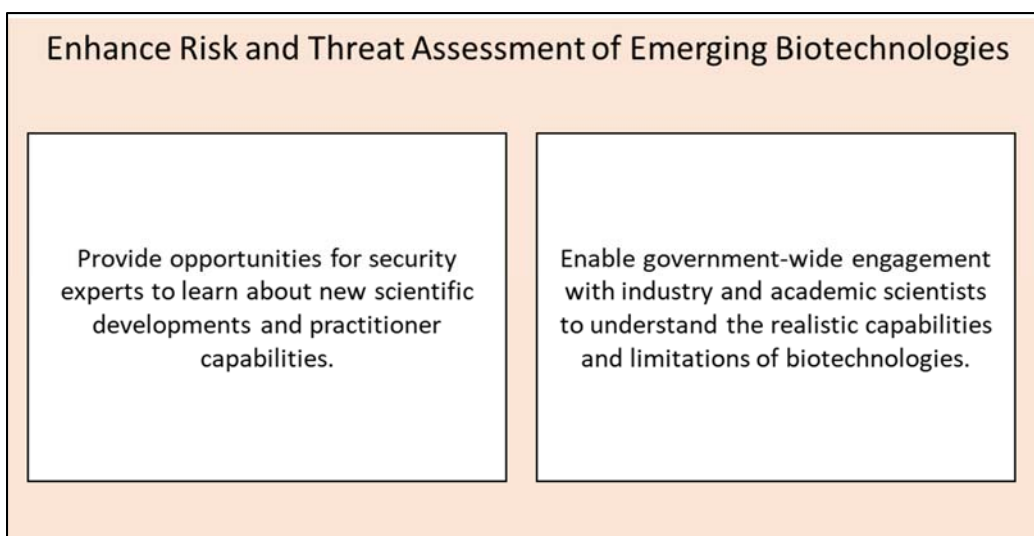 Enhance Risk and Threat Assessment of Emerging Biotechnologies
Provide opportunities for security
experts to learn about new scientific
developments and practitioner
capabilities.
Enable government-wide engagement
with industry and academic scientists
to understand the realistic capabilities
and limitations of biotechnologies.